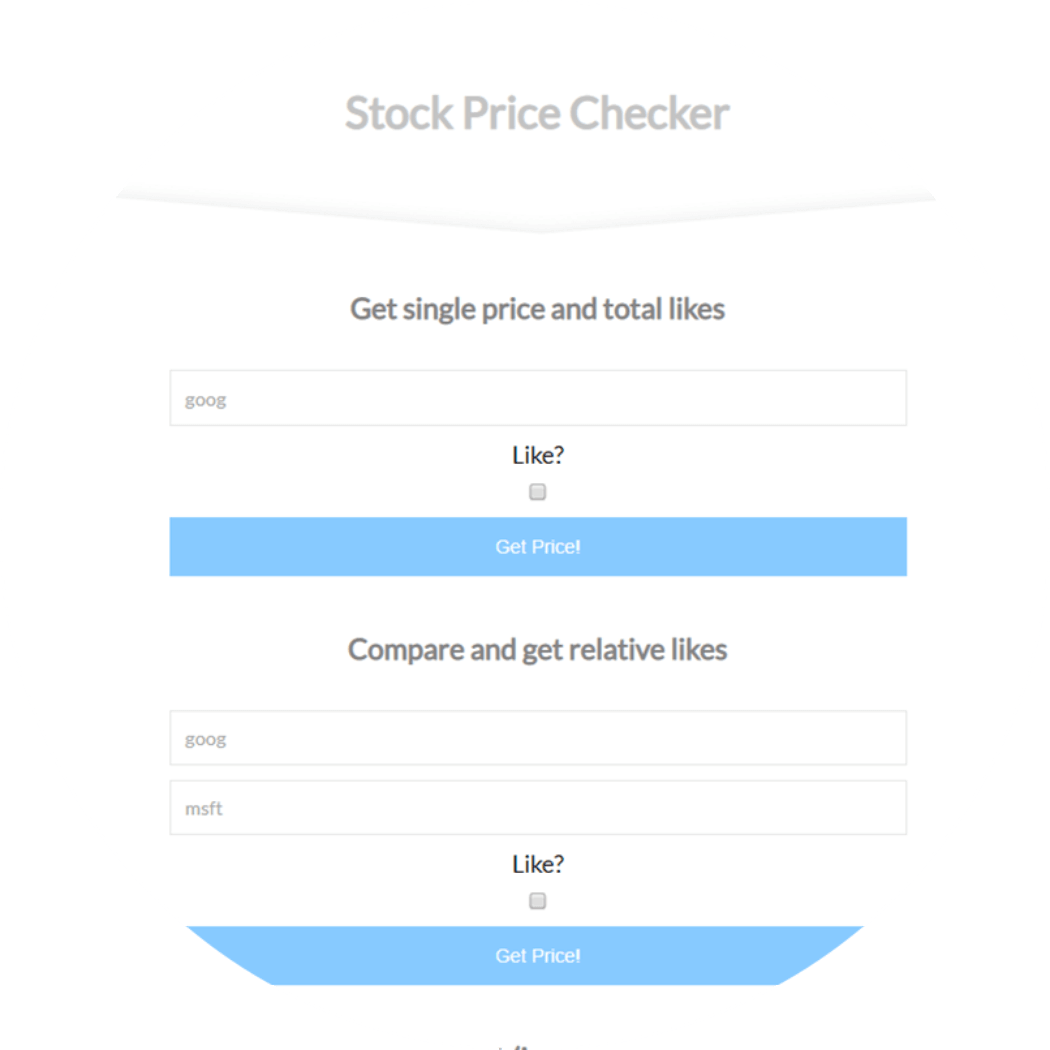 Stock Price Checker
Get single price and total likes
goog
Like?
Get Price!
Compare and get relative likes
goog
msft
Like?
Get Price!